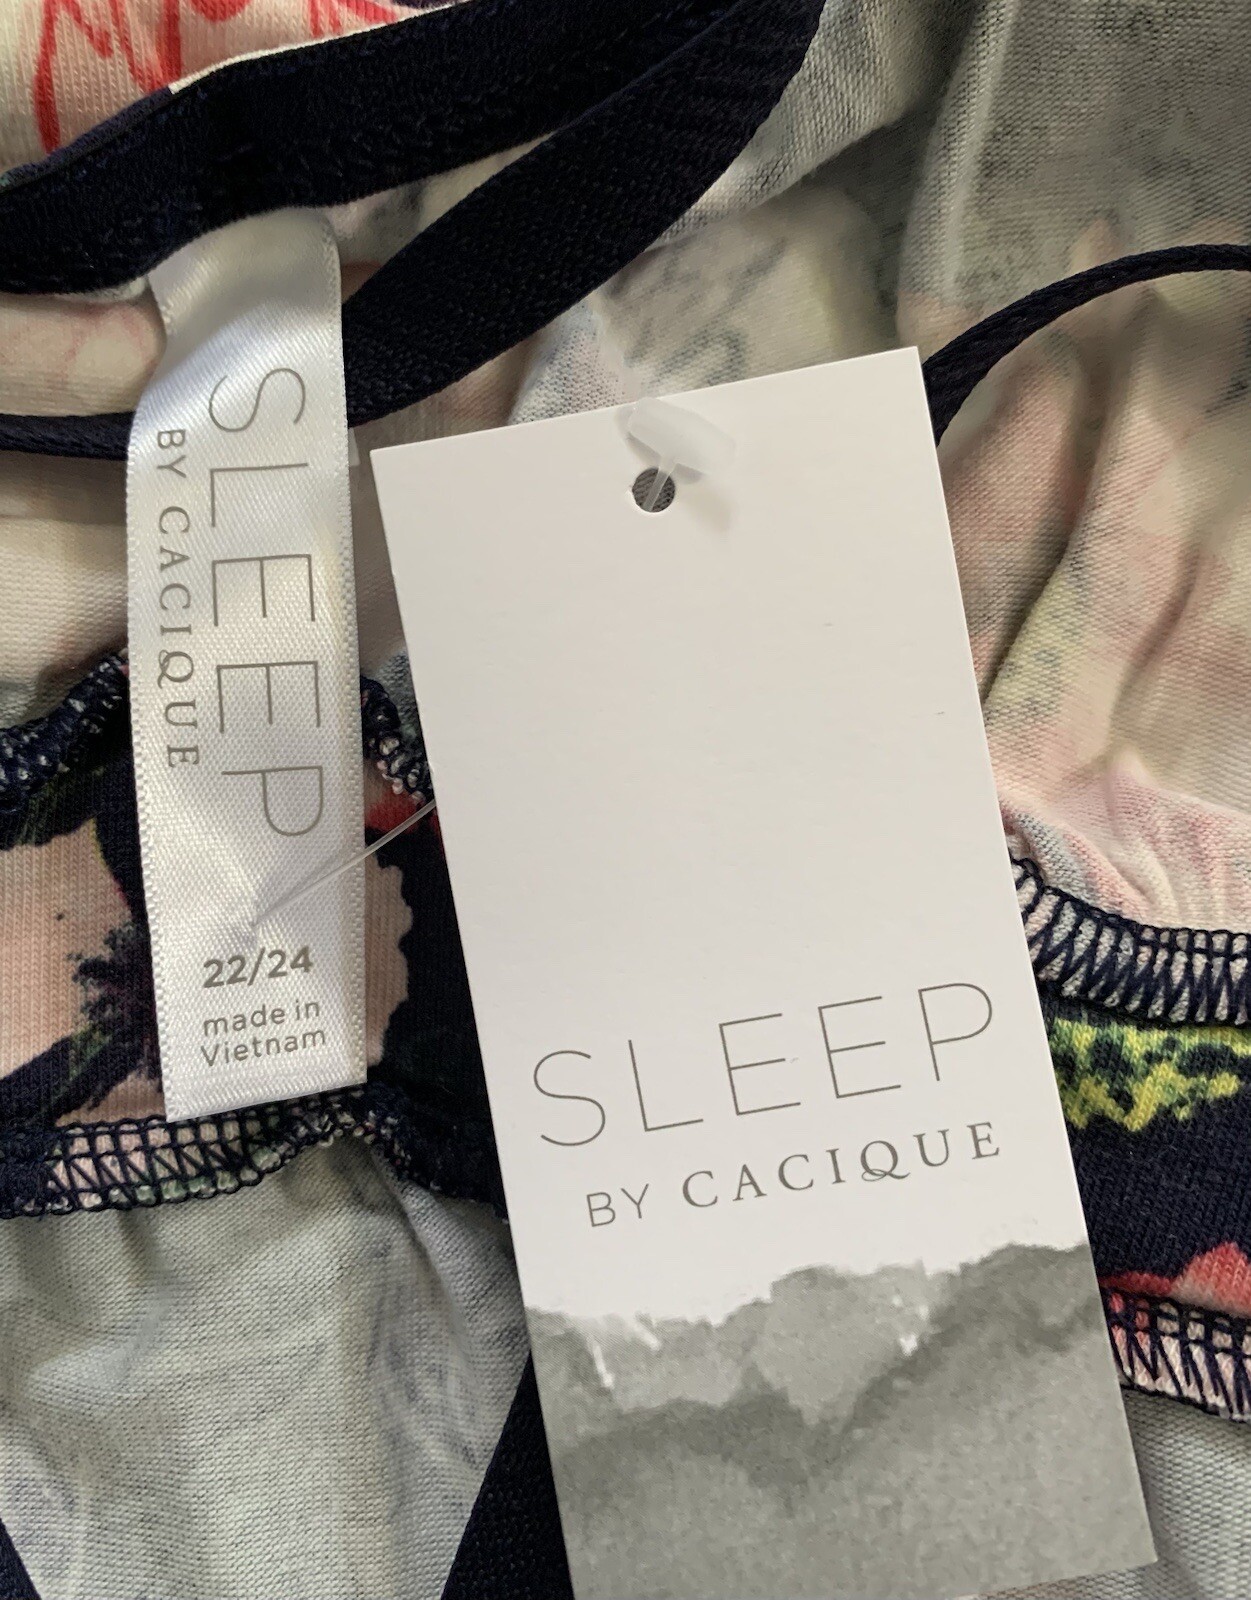 SLEEP
BY CACIQUE
22/24
made in
Vietnam
SLEEP
BY CACIQUE